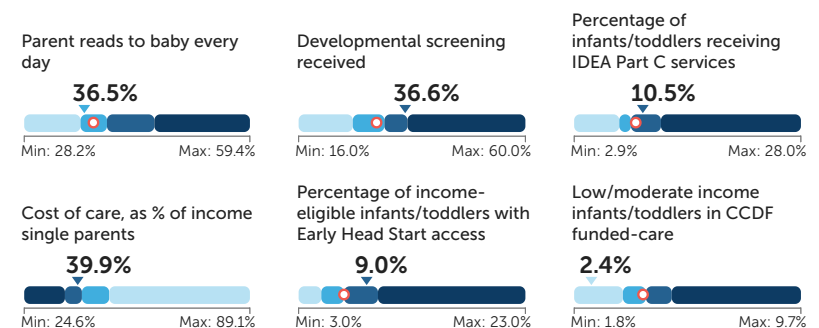 Parent reads to baby every
day
36.5%
Min: 28.2%
Max: 59.4%
Developmental screening
received
36.6%
Min: 16.0%
Max: 60.0%
Percentage of
infants/toddlers receiving
IDEA Part C services
10.5%
Min: 2.9%
Max: 28.0%
Cost of care, as % of income
single parents
39.9%
Min: 24.6%
Max: 89.1%
Percentage of income-
eligible infants/toddlers with
Early Head Start access
9.0%
Min: 3.0%
Max: 23.0%
Low/moderate income
infants/toddlers in CCDF
funded-care
2.4%
Min: 1.8%
Max: 9.7%